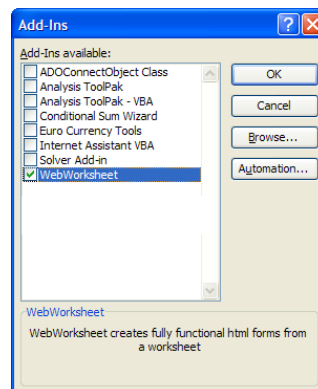 Add-Ins
?
Add-Ins available:
ADOConnectObject Class
Analysis ToolPak
Analysis ToolPak - VBA
Conditional Sum Wizard
Euro Currency Tools
Internet Assistant VBA
Solver Add-in
WebWorksheet
OK
Cancel
Browse...
Automation...
WebWorksheet
WebWorksheet creates fully functional html forms from
a worksheet